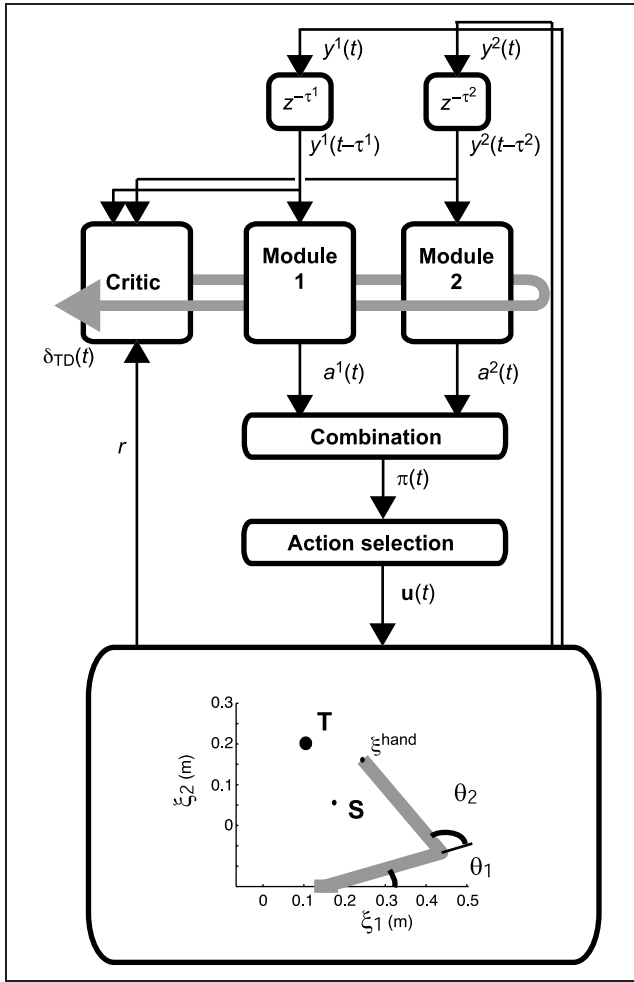 y¹(t) y²(t)
z^−τ¹ z^−τ²
y¹(t–τ¹) y²(t–τ²)
Critic Module 1 Module 2
δTD(t)
a¹(t) a²(t)
Combination
r
π(t)
Action selection
u(t)
0.3
0.2
0.1
0
ξ₂ (m)
T
S
ξhand
θ₂
θ₁
0 0.1 0.2 0.3 0.4 0.5
ξ₁ (m)